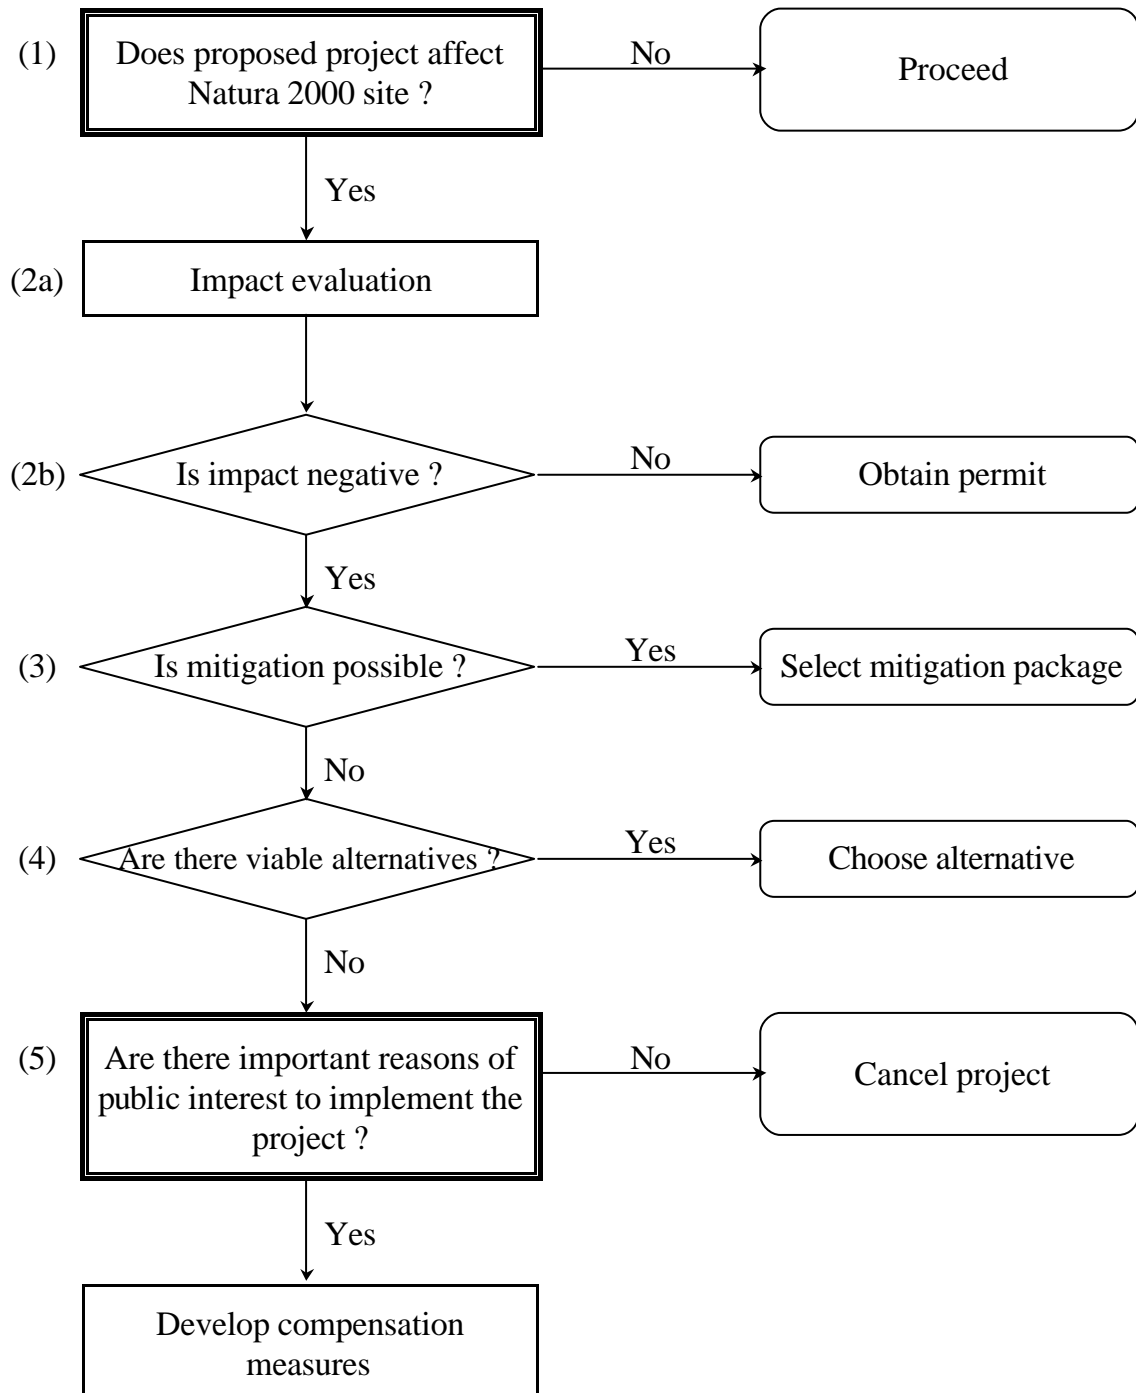 (1)
Does proposed project affect
Natura 2000 site ?
No
Proceed
Yes
(2a)
Impact evaluation
(2b)
Is impact negative ?
No
Obtain permit
Yes
(3)
Is mitigation possible ?
Yes
Select mitigation package
No
(4)
Are there viable alternatives ?
Yes
Choose alternative
No
(5)
Are there important reasons of
public interest to implement the
project ?
No
Cancel project
Yes
Develop compensation
measures